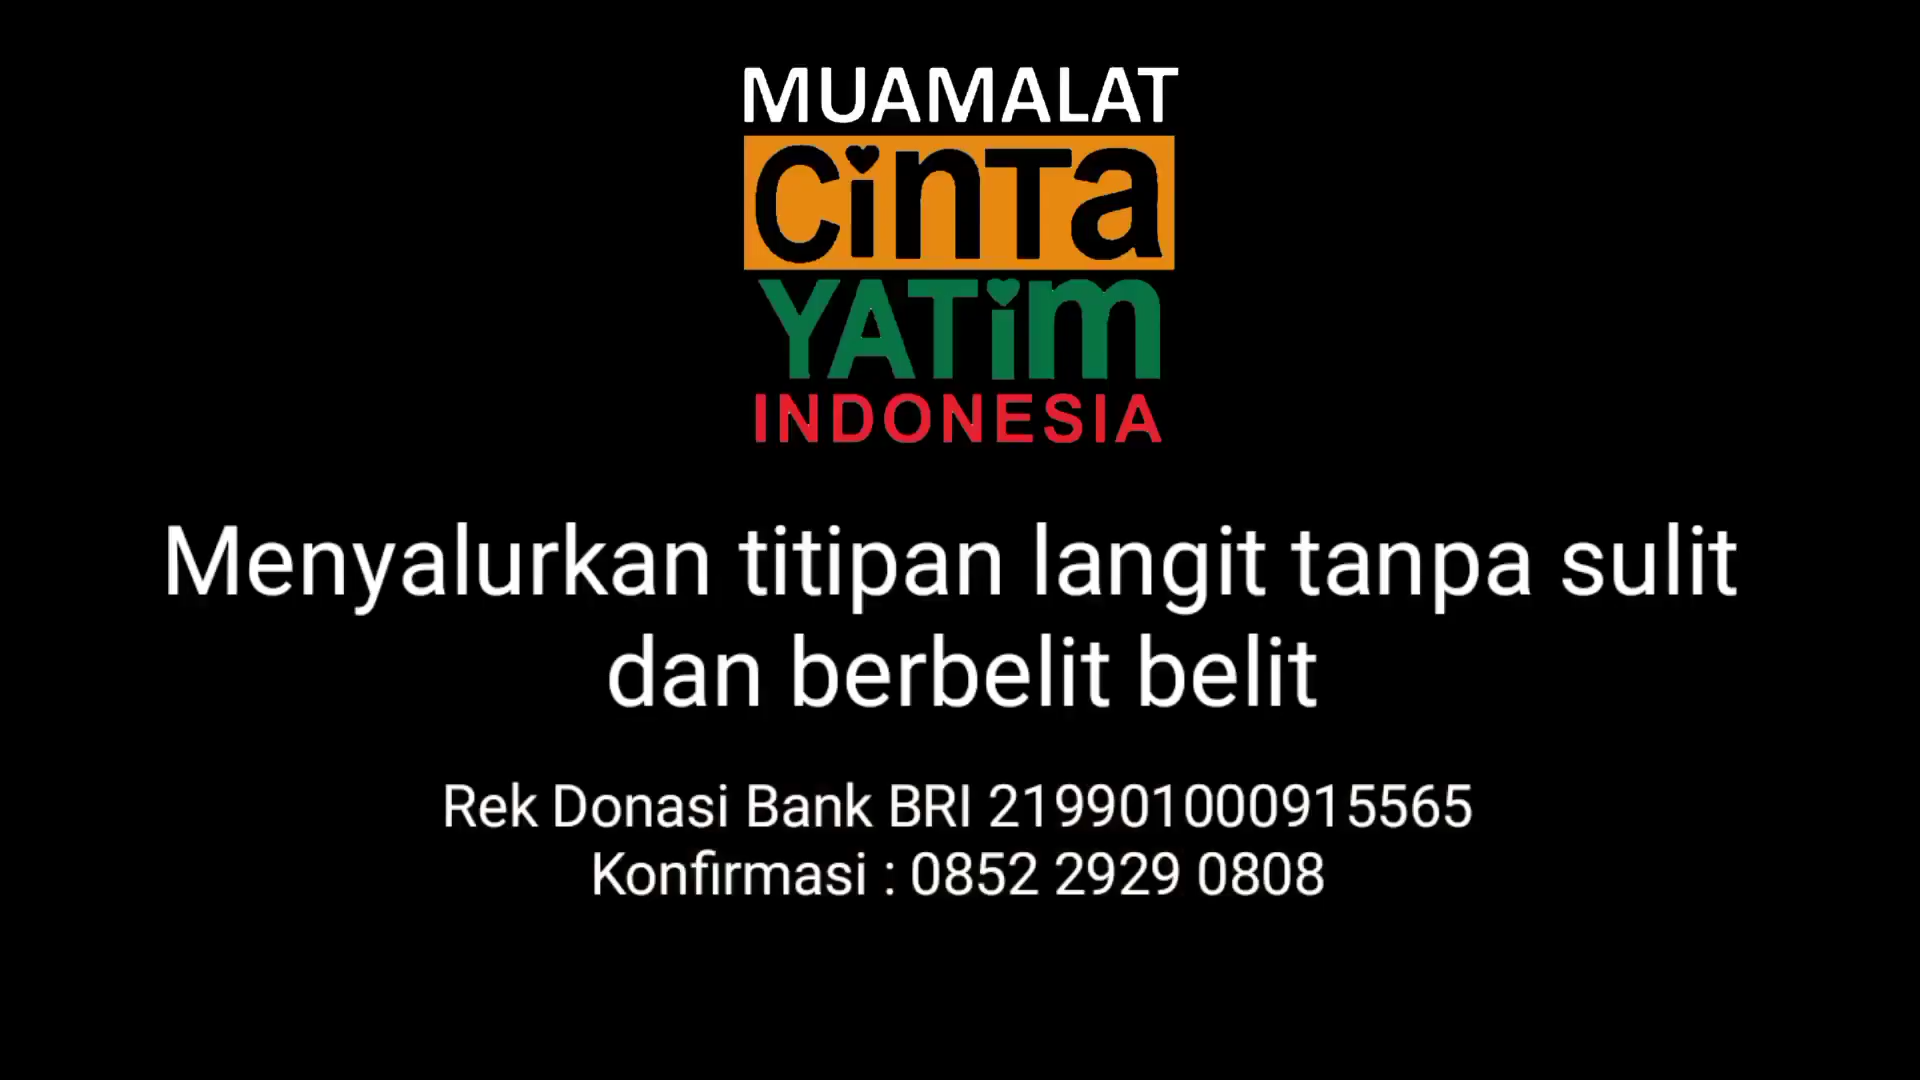 MUAMALAT
CinTa
YATim
INDONESIA
Menyalurkan titipan langit tanpa sulit
dan berbelit belit
Rek Donasi Bank BRI 219901000915565
Konfirmasi : 0852 2929 0808